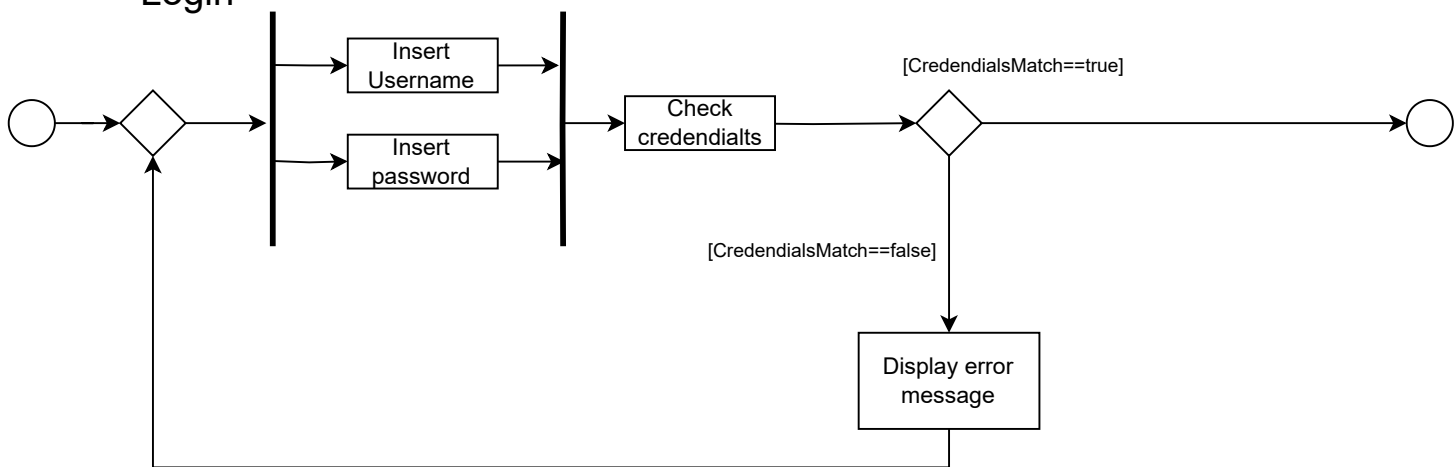 Login
Insert
Username
Insert
password
Check
credendialts
[CredendialsMatch==true]
[CredendialsMatch==false]
Display error
message